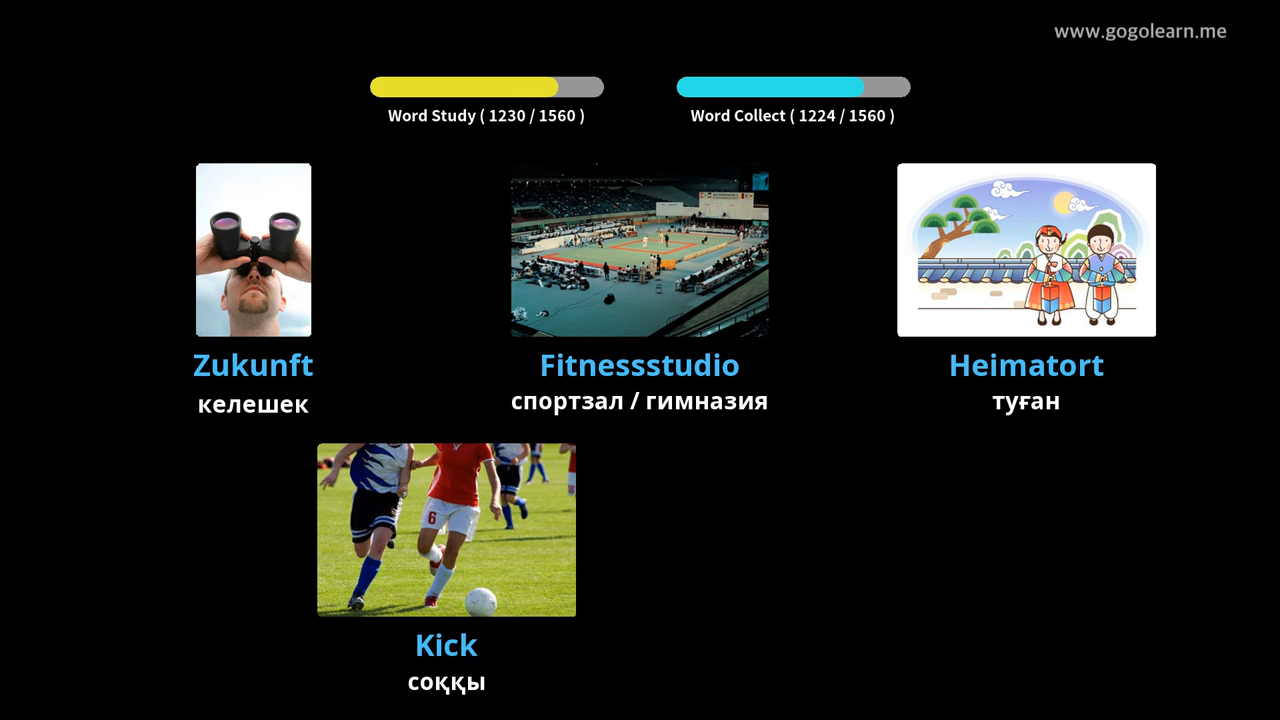 www.gogolearn.me
Word Study ( 1230 / 1560 )
Word Collect ( 1224 / 1560 )
Zukunft
келешек
Fitnessstudio
спортзал / гимназия
Heimatort
туған
Kick
соққы
6